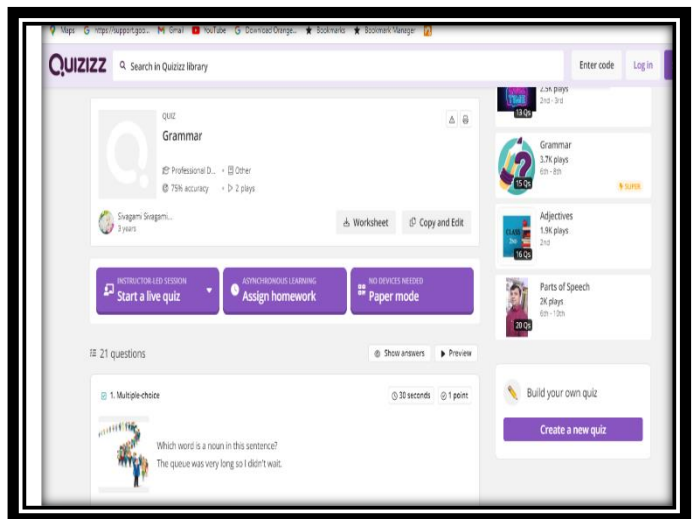 Maps
Gmail
YouTube
Download Orange...
Bookmarks
Bookmark Manager
QUIZIZZ
Search in Quizizz library
Enter code
Log in
QUIZ
Grammar
Professional D...
Other
75% accuracy
2 plays
Sivagami Sivagami...
3 years
Worksheet
Copy and Edit
INSTRUCTOR-LED SESSION
Start a live quiz
ASYNCHRONOUS LEARNING
Assign homework
NO DEVICES NEEDED
Paper mode
21 questions
Show answers
Preview
1. Multiple-choice
30 seconds
1 point
Which word is a noun in this sentence?
The queue was very long so I didn't wait.
2.5K plays
2nd - 3rd
13 Qs
Grammar
3.7K plays
6th - 8th
15 Qs
SUPER
Adjectives
1.9K plays
2nd
16 Qs
Parts of Speech
2K plays
6th - 10th
20 Qs
Build your own quiz
Create a new quiz